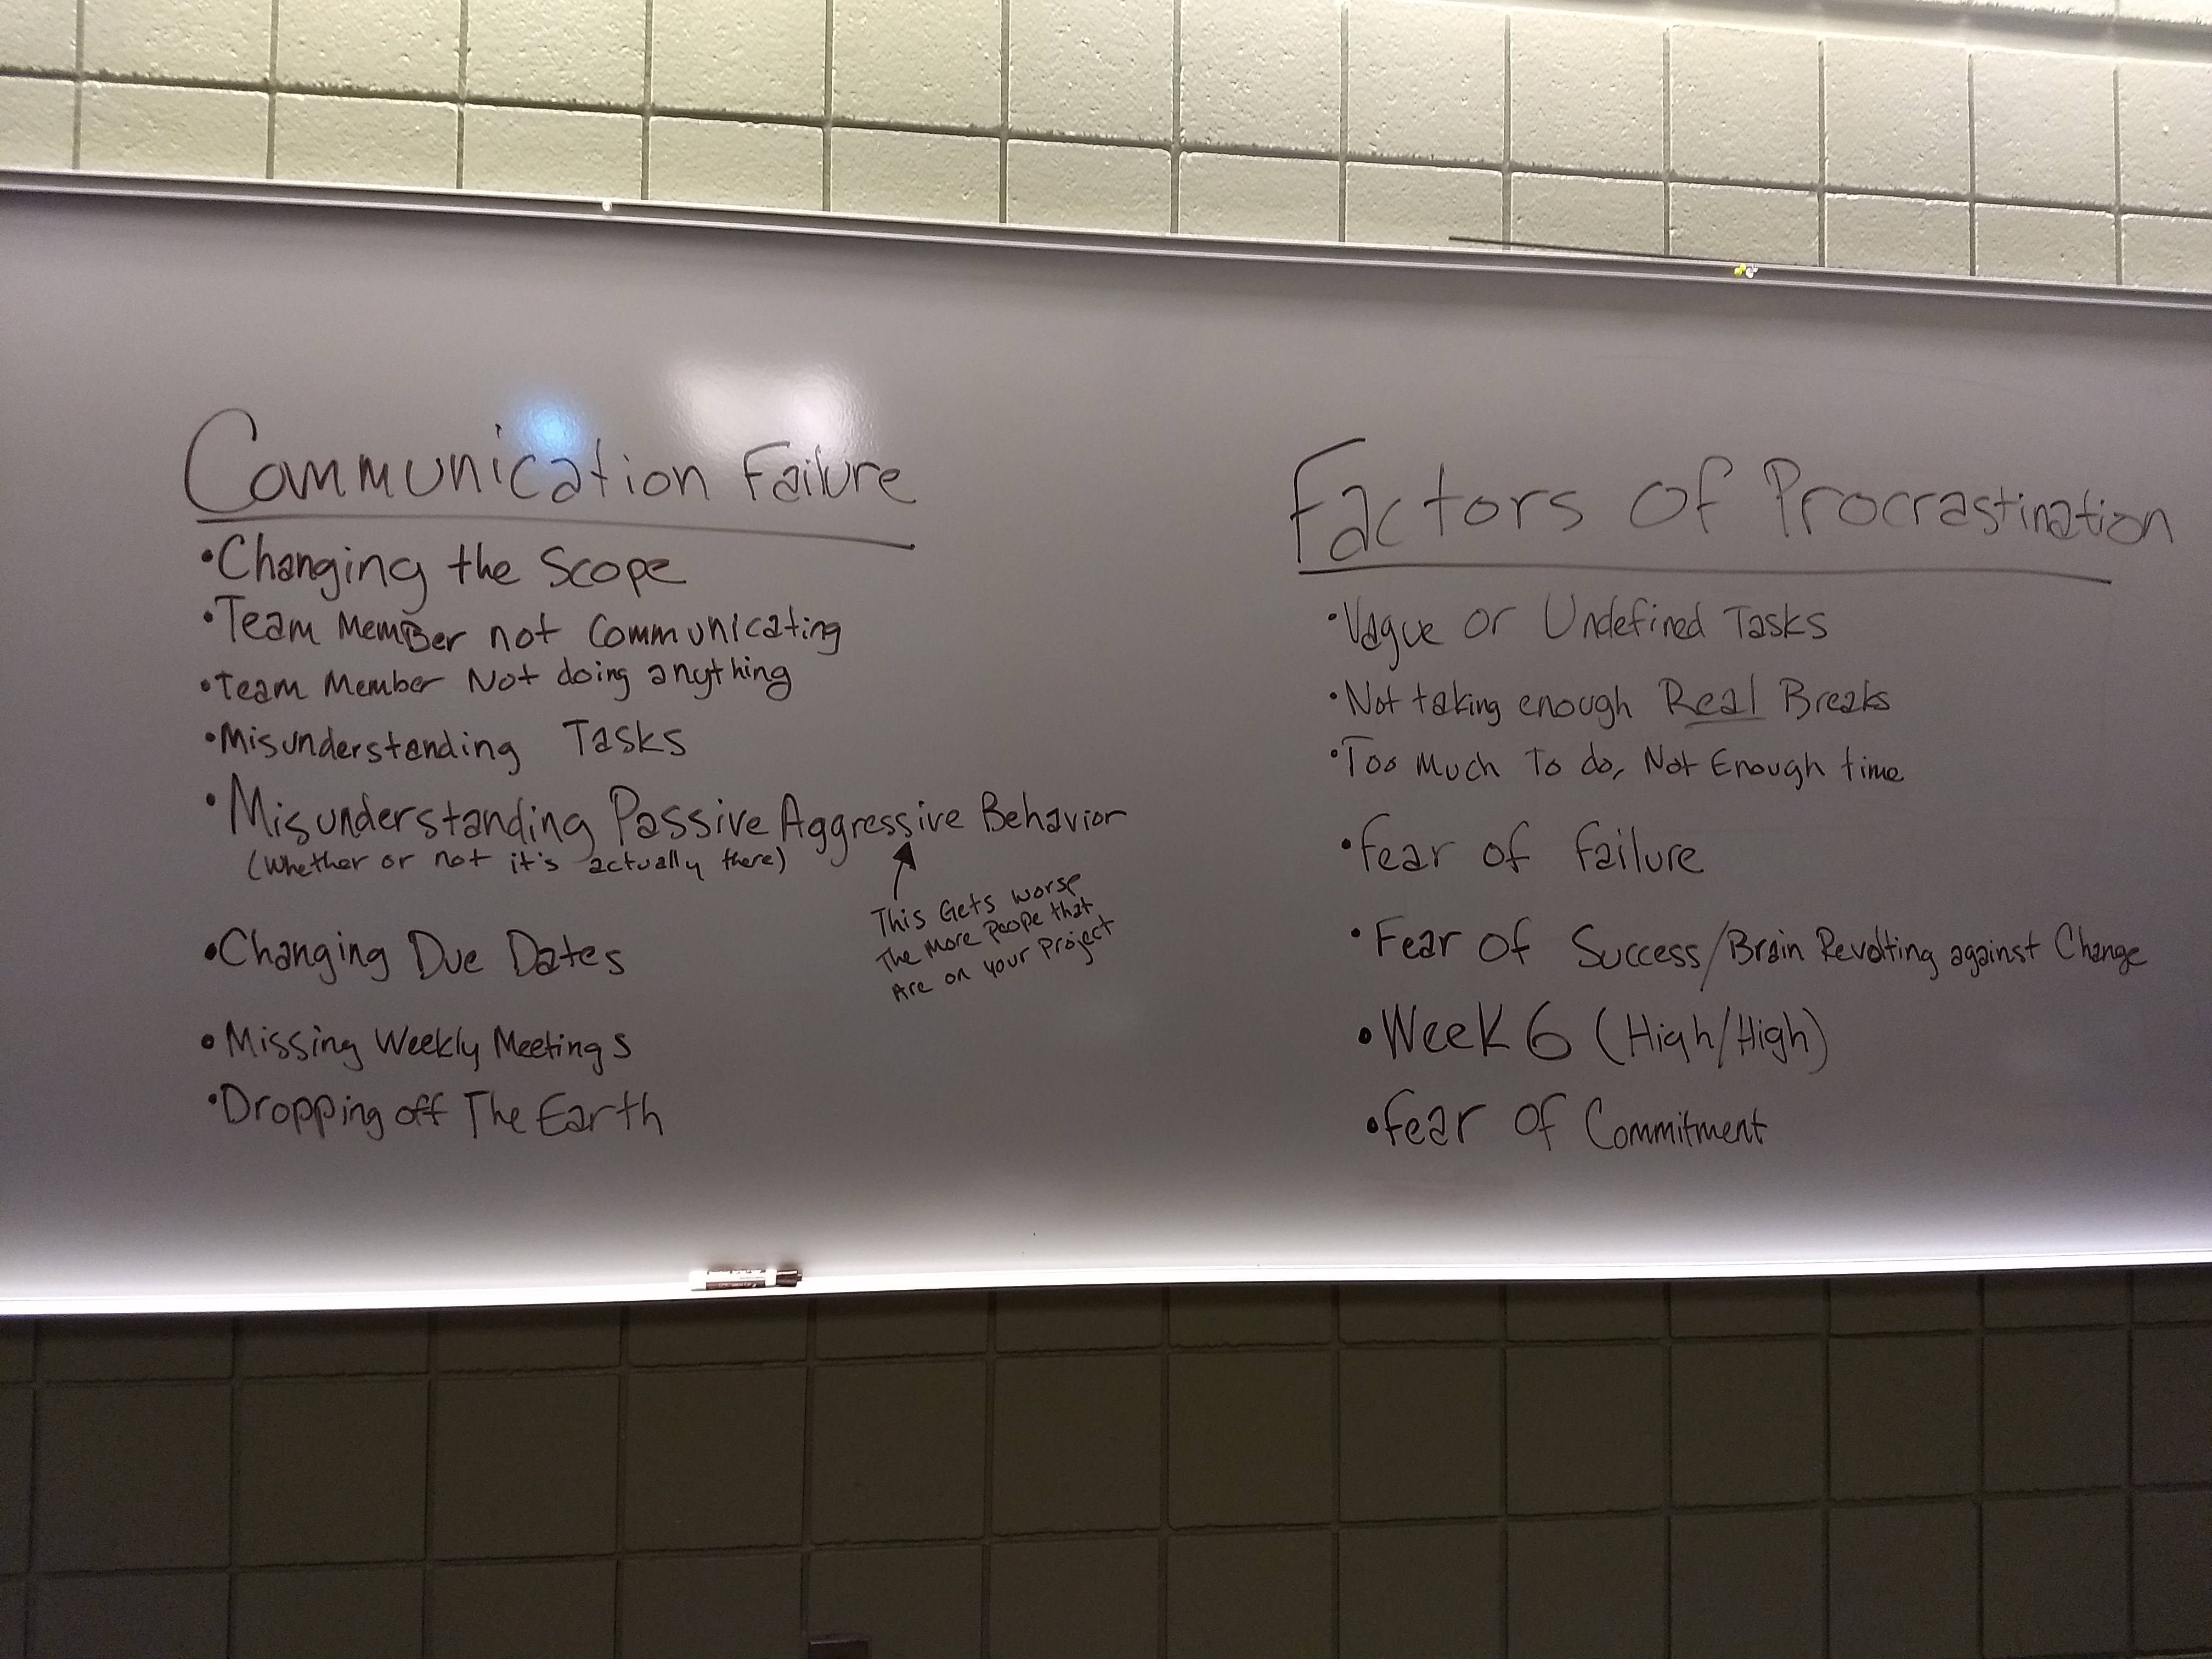 Communication Failure
•Changing the Scope
•Team Member not Communicating
•Team Member Not doing anything
•Misunderstanding Tasks
•Misunderstanding Passive Aggressive Behavior
(Whether or not it's actually there)
This Gets worse
The more peope that
Are on your Project
•Changing Due Dates
•Missing Weekly Meetings
•Dropping off The Earth
Factors of Procrastination
•Vague or Undefined Tasks
•Not taking enough Real Breaks
•Too Much To do, Not Enough time
•Fear of failure
•Fear of Success/Brain Revolting against Change
•Week 6 (High/High)
•Fear of Commitment